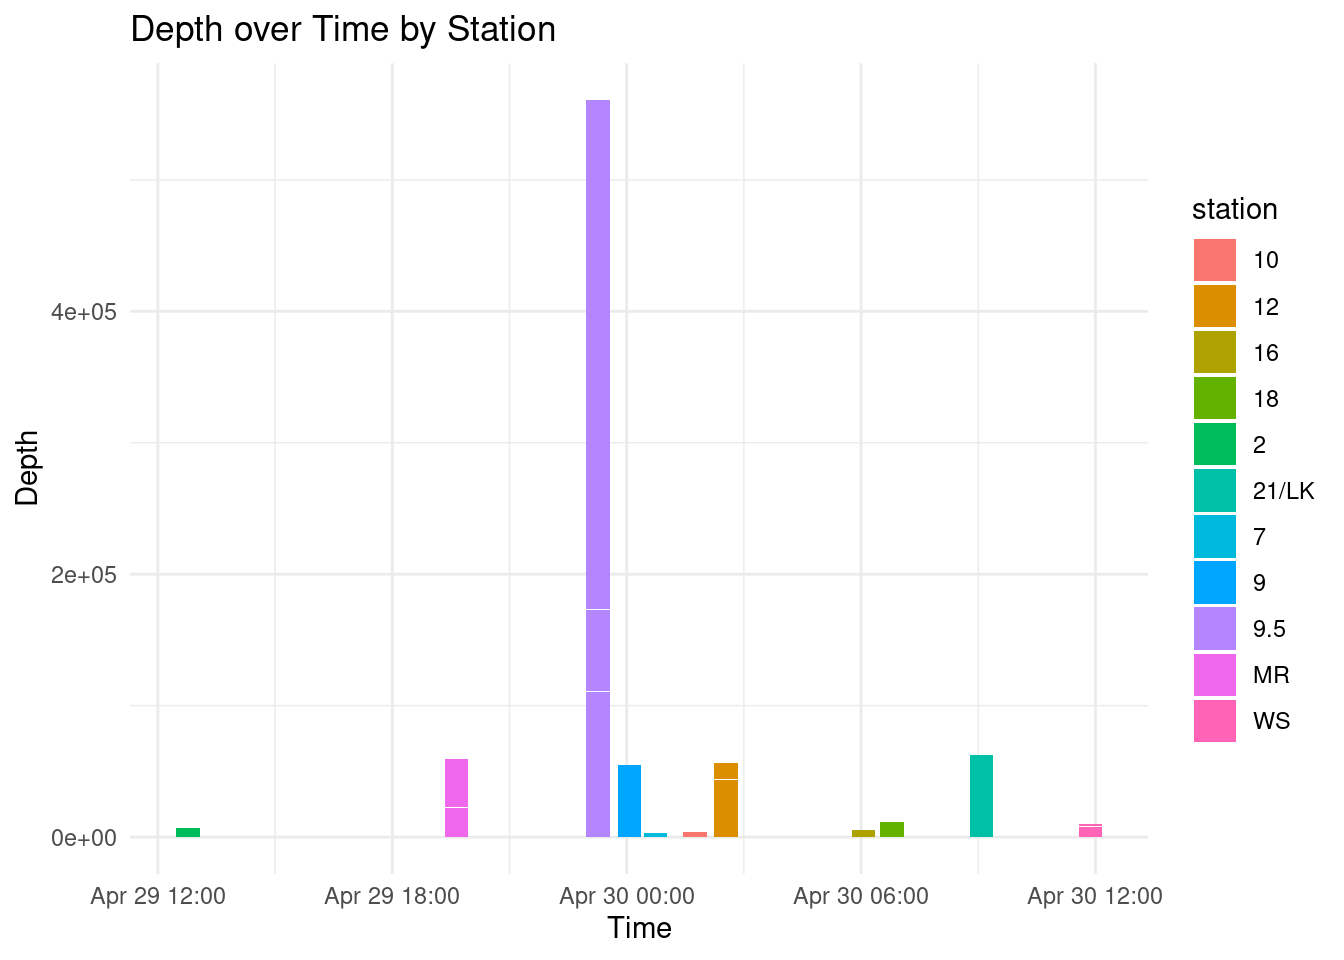 Depth over Time by Station
Depth
4e+05
2e+05
0e+00
Apr 29 12:00
Apr 29 18:00
Apr 30 00:00
Apr 30 06:00
Apr 30 12:00
Time
station
10
12
16
18
2
21/LK
7
9
9.5
MR
WS